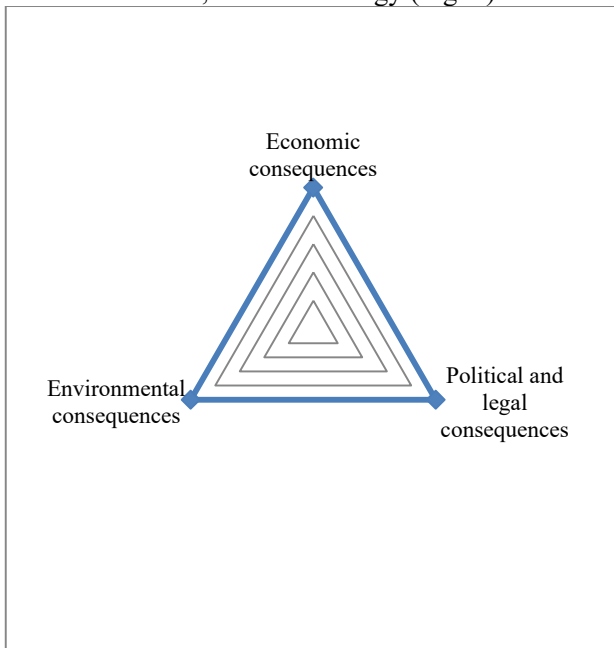 Economic
consequences
Environmental
consequences
Political and
legal
consequences